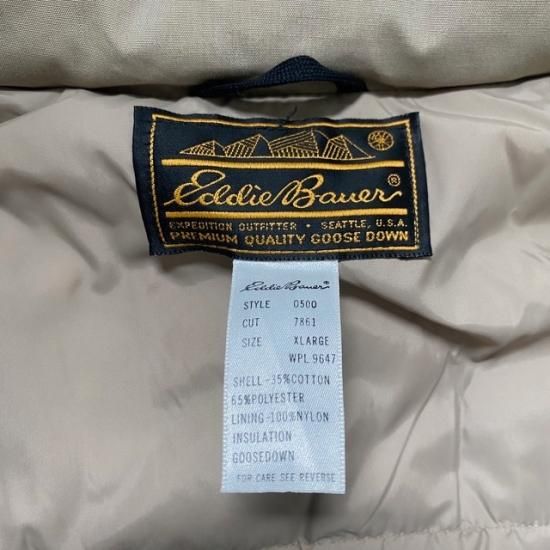 Eddie Bauer®
EXPEDITION OUTFITTER • SEATTLE, U.S.A.
PREMIUM QUALITY GOOSE DOWN
Eddie Bauer®
STYLE 0500
CUT 7861
SIZE XLARGE
WPL 9647
SHELL-35%COTTON
65%POLYESTER
LINING-100%NYLON
INSULATION
GOOSEDOWN
FOR CARE SEE REVERSE